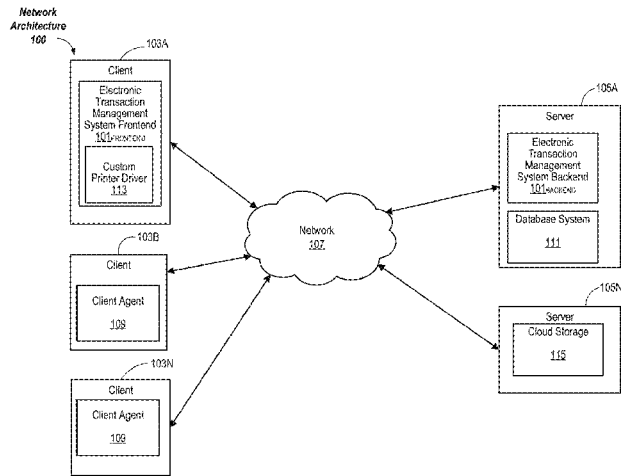 Network
Architecture
100
103A
Client
Electronic
Transaction
Management
System Frontend
101FRONTEND
Custom
Printer Driver
113
103B
Client
Client Agent
109
103N
Client
Client Agent
109
Network
107
105A
Server
Electronic
Transaction
Management
System Backend
101BACKEND
Database System
111
105N
Server
Cloud Storage
115